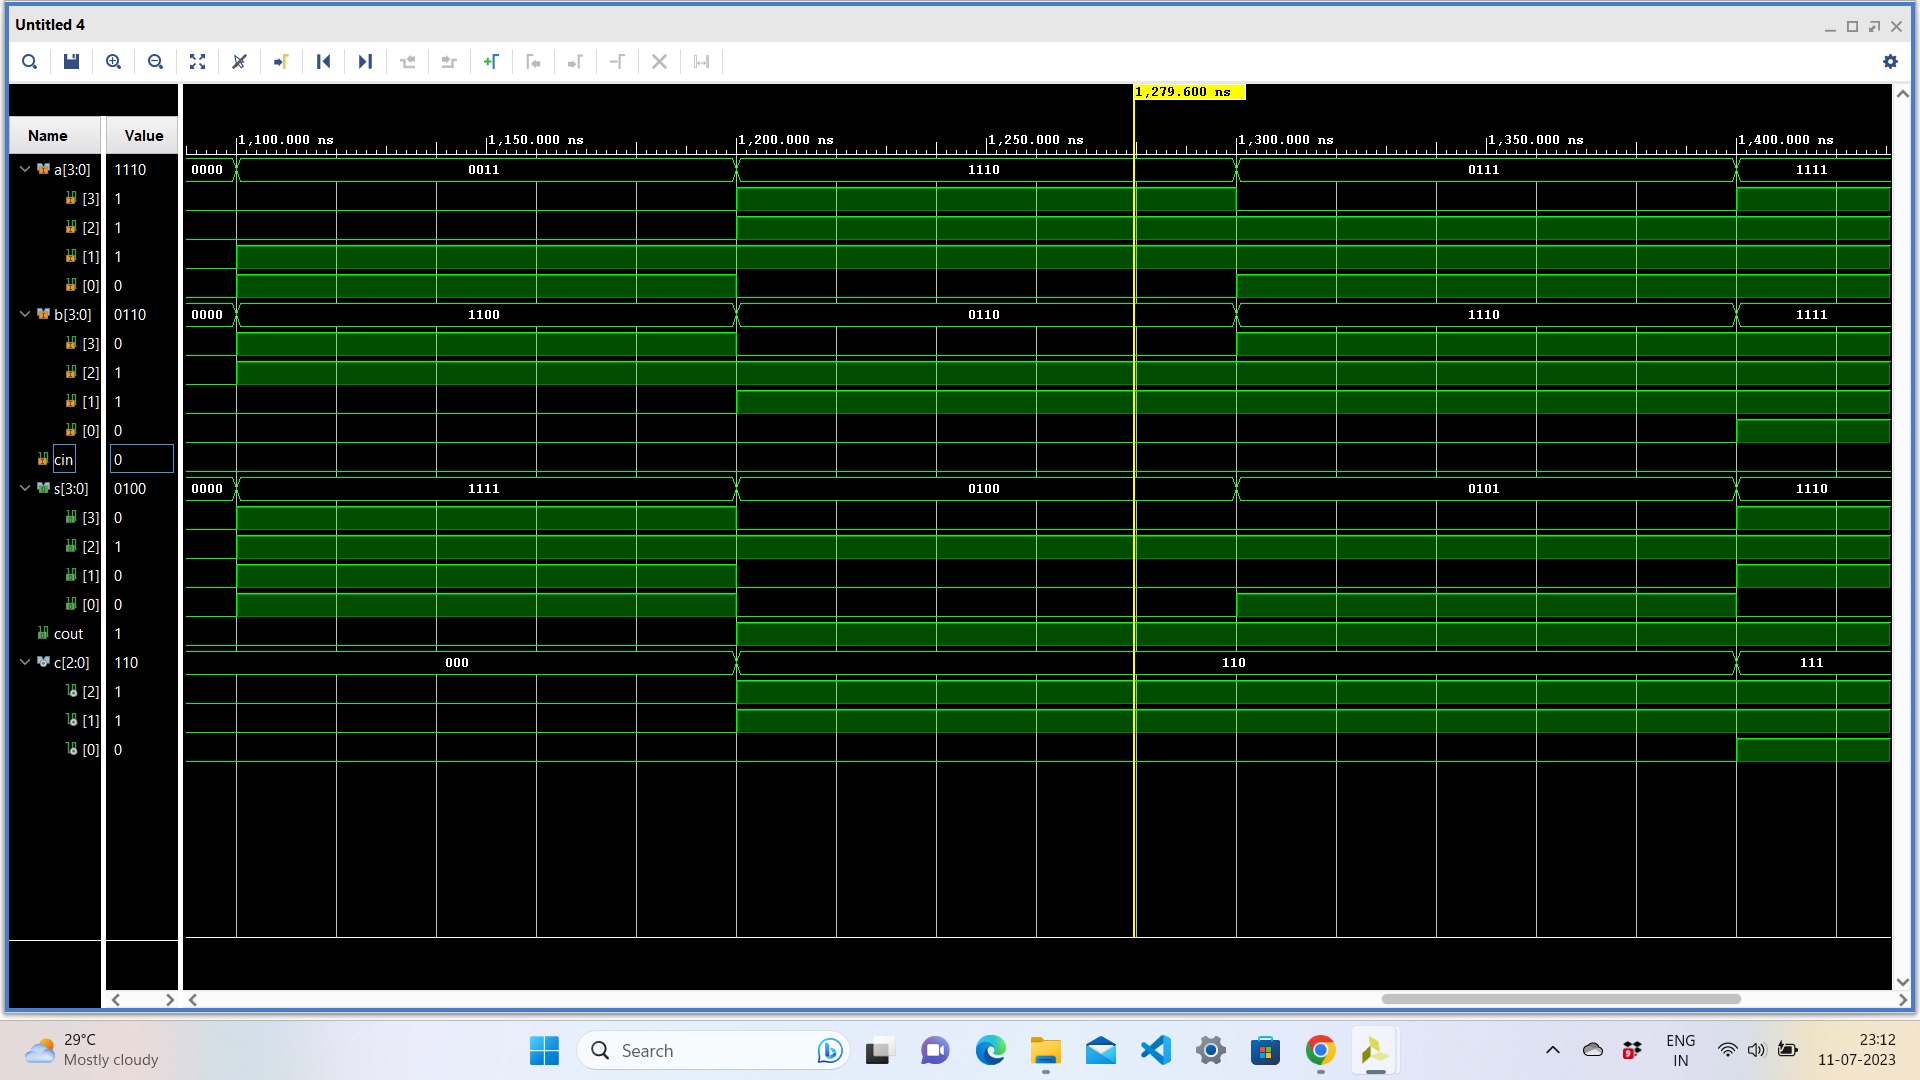 Untitled 4
1,279.600 ns
Name Value
1,100.000 ns 1,150.000 ns 1,200.000 ns 1,250.000 ns 1,300.000 ns 1,350.000 ns 1,400.000 ns
a[3:0] 1110 0000 0011 1110 0111 1111
[3] 1
[2] 1
[1] 1
[0] 0
b[3:0] 0110 0000 1100 0110 1110 1111
[3] 0
[2] 1
[1] 1
[0] 0
cin 0
s[3:0] 0100 0000 1111 0100 0101 1110
[3] 0
[2] 1
[1] 0
[0] 0
cout 1
c[2:0] 110 000 110 111
[2] 1
[1] 1
[0] 0
29°C
Mostly cloudy
Search
9
ENG
IN
23:12
11-07-2023